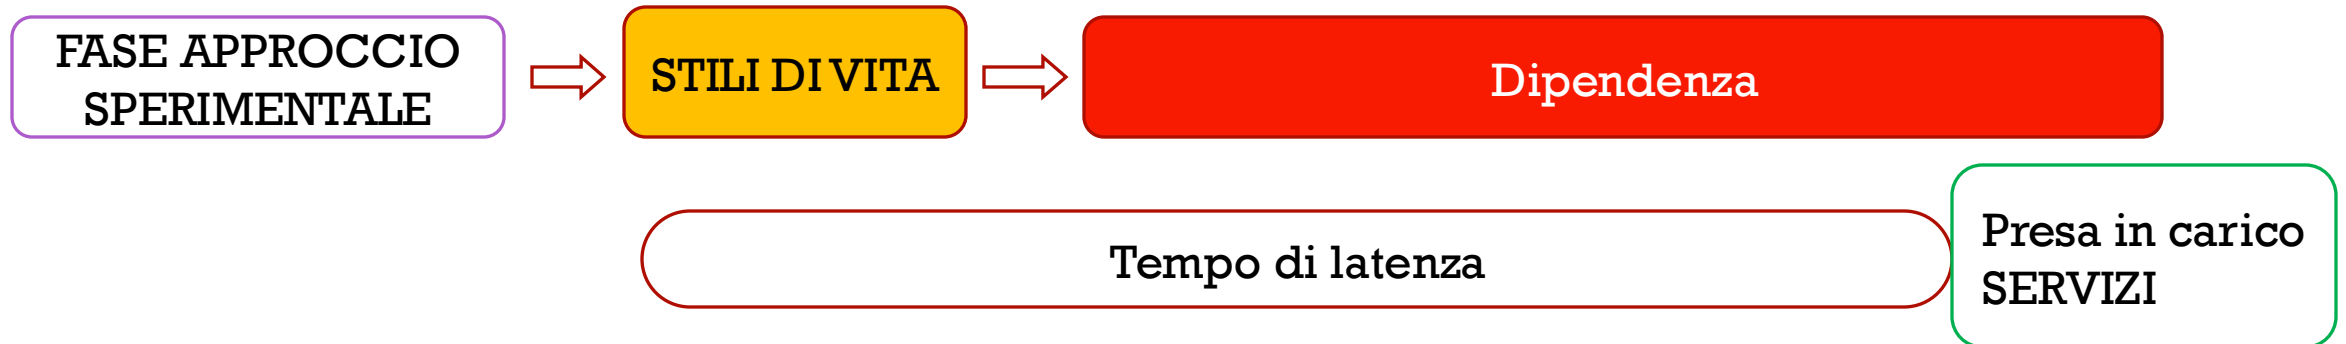 FASE APPROCCIO
SPERIMENTALE
STILI DI VITA
Dipendenza
Tempo di latenza
Presa in carico
SERVIZI